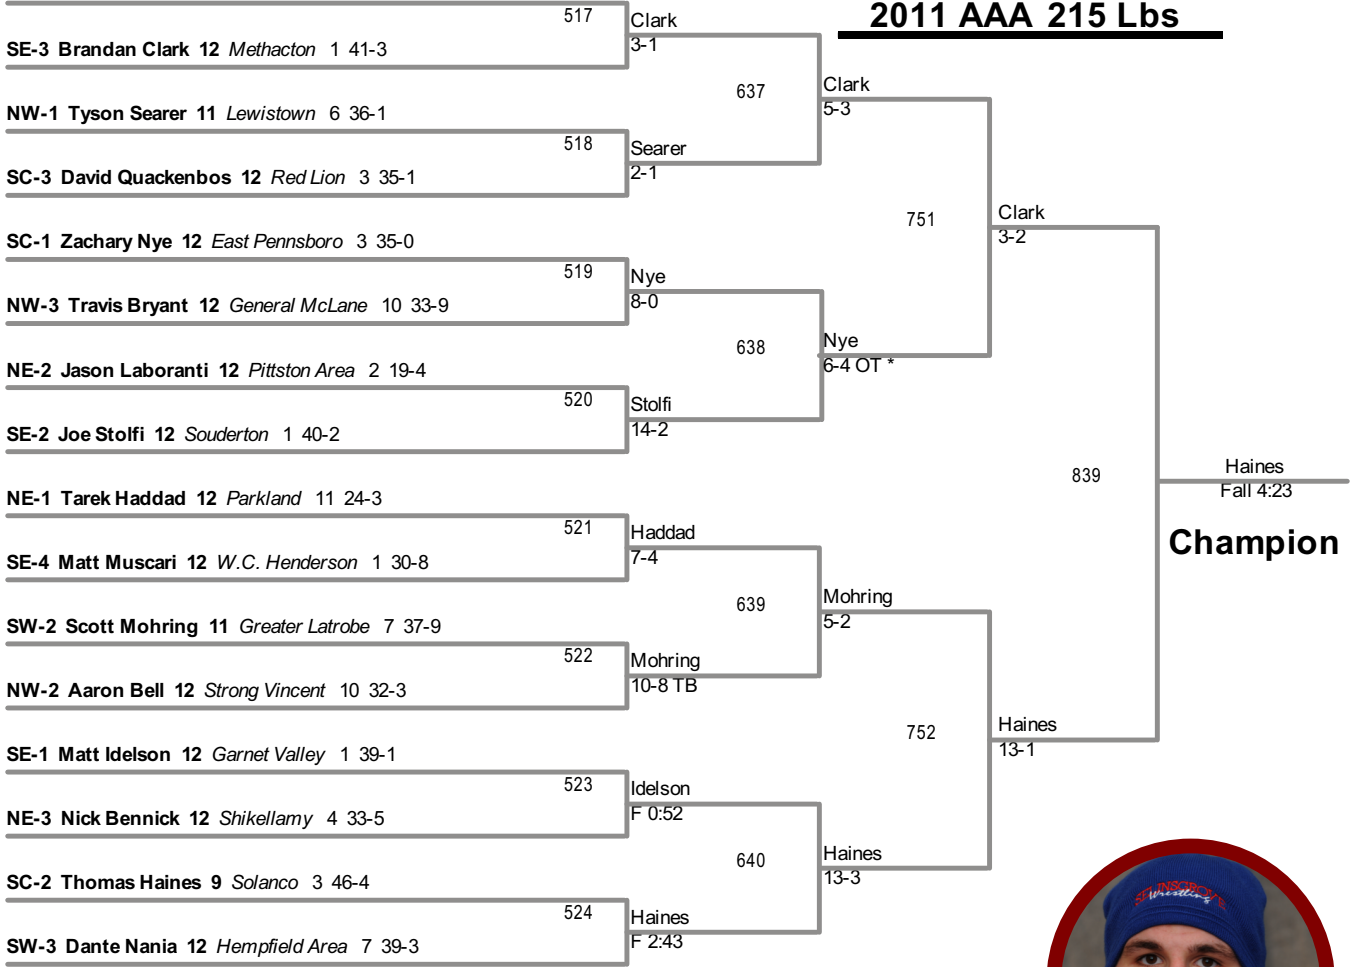 2011 AAA 215 Lbs
517
Clark
3-1
SE-3 Brandan Clark 12 Methacton 1 41-3
637
Clark
5-3
NW-1 Tyson Searer 11 Lewistown 6 36-1
518
Searer
2-1
SC-3 David Quackenbos 12 Red Lion 3 35-1
751
Clark
3-2
SC-1 Zachary Nye 12 East Pennsboro 3 35-0
519
Nye
8-0
NW-3 Travis Bryant 12 General McLane 10 33-9
638
Nye
6-4 OT *
NE-2 Jason Laboranti 12 Pittston Area 2 19-4
520
Stolfi
14-2
SE-2 Joe Stolfi 12 Souderton 1 40-2
839
Haines
Fall 4:23
Champion
NE-1 Tarek Haddad 12 Parkland 11 24-3
521
Haddad
7-4
SE-4 Matt Muscari 12 W.C. Henderson 1 30-8
639
Mohring
5-2
SW-2 Scott Mohring 11 Greater Latrobe 7 37-9
522
Mohring
10-8 TB
NW-2 Aaron Bell 12 Strong Vincent 10 32-3
752
Haines
13-1
SE-1 Matt Idelson 12 Garnet Valley 1 39-1
523
Idelson
F 0:52
NE-3 Nick Bennick 12 Shikellamy 4 33-5
640
Haines
13-3
SC-2 Thomas Haines 9 Solanco 3 46-4
524
Haines
F 2:43
SW-3 Dante Nania 12 Hempfield Area 7 39-3
SELINSGROVE
Wrestling